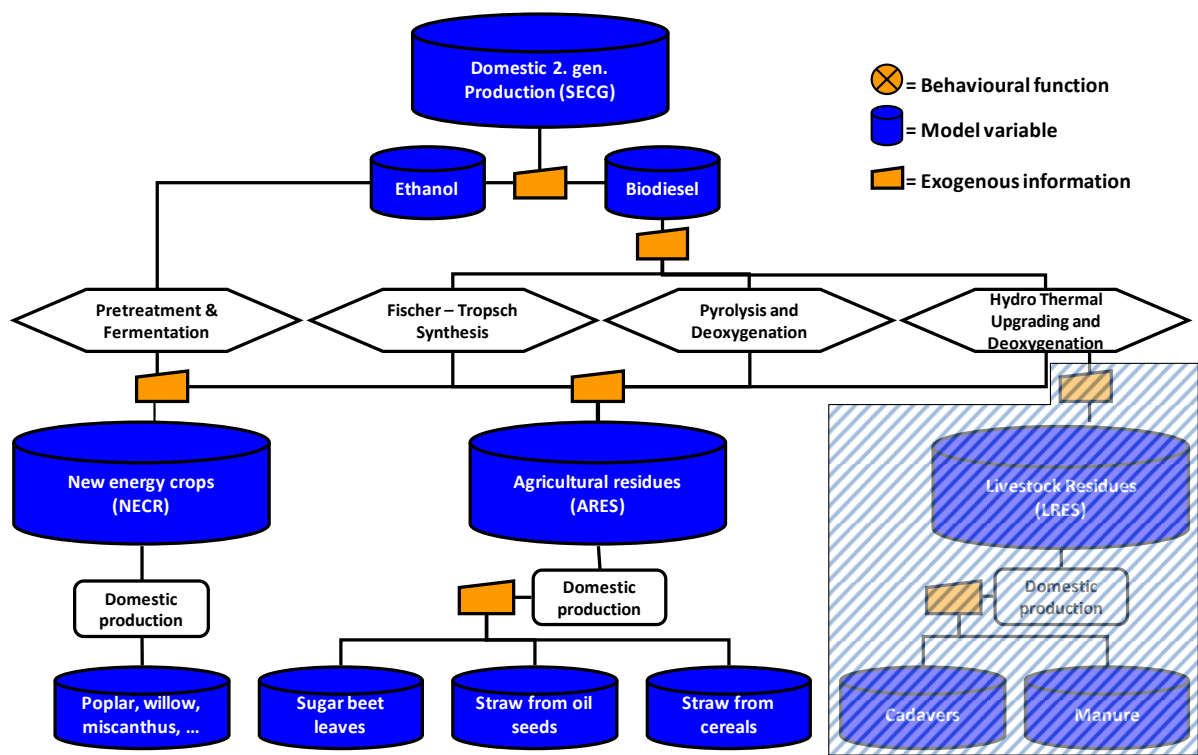 Domestic 2. gen.
Production (SECG)
= Behavioural function
= Model variable
= Exogenous information
Ethanol
Biodiesel
Pretreatment &
Fermentation
Fischer – Tropsch
Synthesis
Pyrolysis and
Deoxygenation
Hydro Thermal
Upgrading and
Deoxygenation
New energy crops
(NECR)
Agricultural residues
(ARES)
Livestock Residues
(LRES)
Domestic
production
Domestic
production
Domestic
production
Poplar, willow,
miscanthus, ...
Sugar beet
leaves
Straw from oil
seeds
Straw from
cereals
Cadavers
Manure